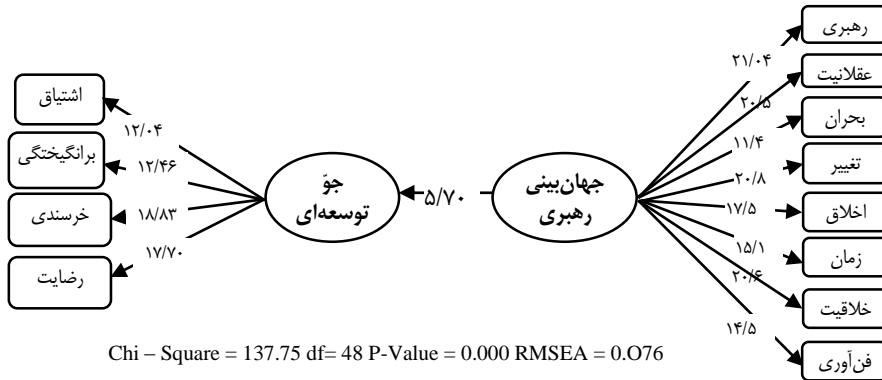 رهبری
۲۱/۰۴
عقلانیت
۲۰/۵
بحران
۱۱/۴
تغییر
۲۰/۸
اخلاق
۱۷/۵
زمان
۱۵/۱
خلاقیت
۲۰/۶
فن‌آوری
۱۴/۵
جهان‌بینی
رهبری
۵/۷۰
جوّ
توسعه‌ای
اشتیاق
۱۲/۰۴
برانگیختگی
۱۲/۴۶
خرسندی
۱۸/۸۳
رضایت
۱۷/۷۰
Chi – Square = 137.75 df= 48 P-Value = 0.000 RMSEA = 0.O76